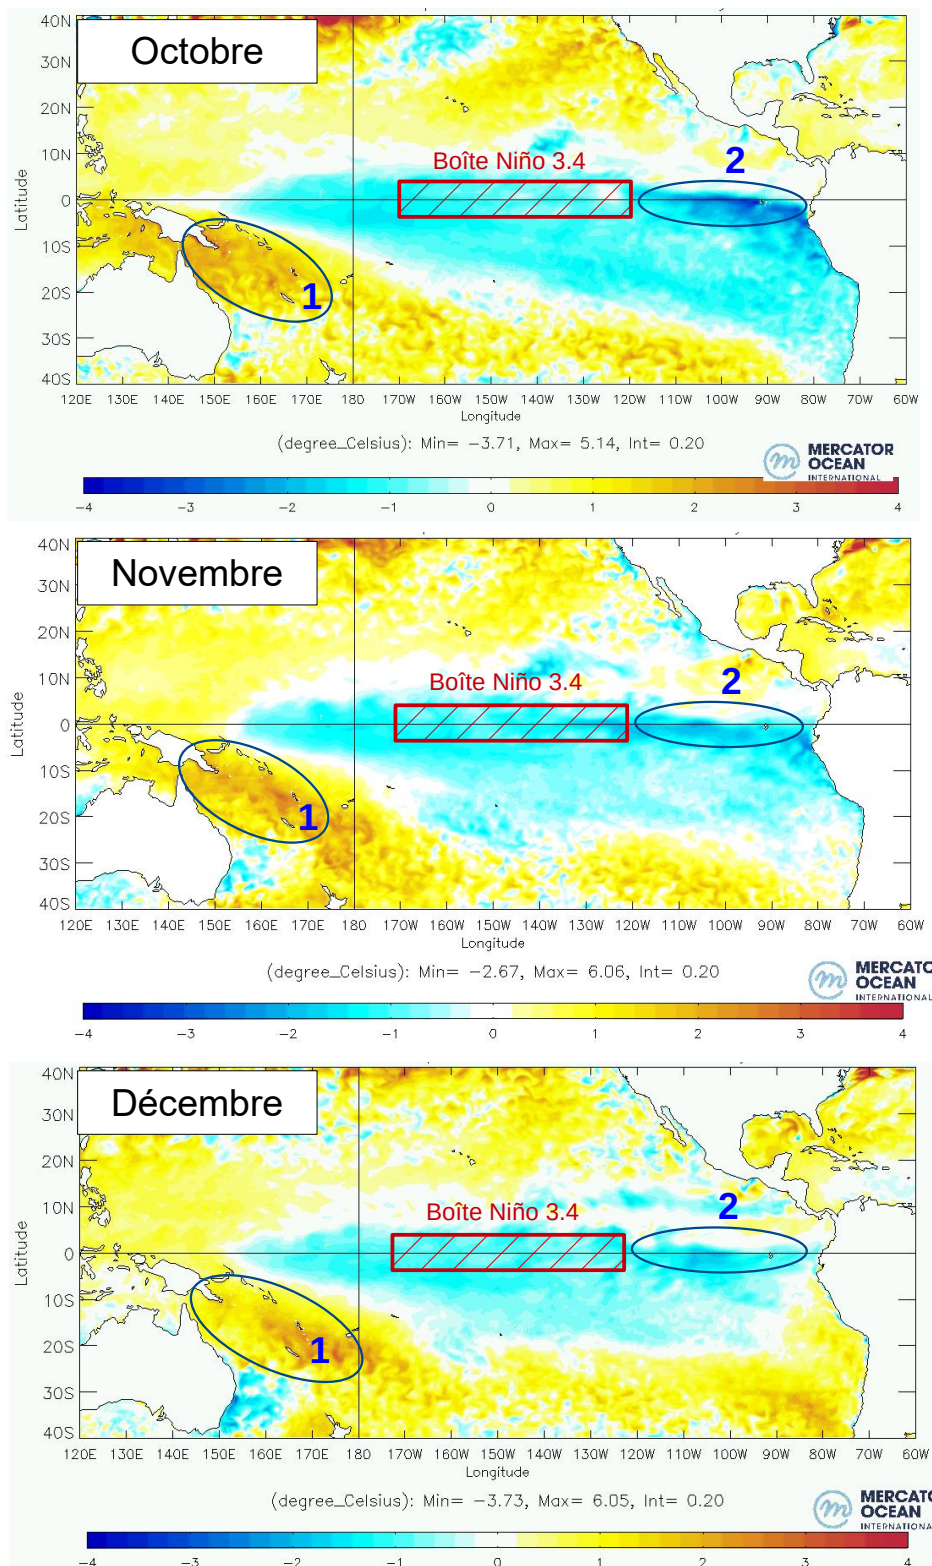 Octobre
40N
30N
20N
10N
0
10S
20S
30S
40S
Latitude
Boîte Niño 3.4
2
1
120E 130E 140E 150E 160E 170E 180 170W 160W 150W 140W 130W 120W 110W 100W 90W 80W 70W 60W
Longitude
(degree_Celsius): Min= −3.71, Max= 5.14, Int= 0.20
MERCATOR
OCEAN
INTERNATIONAL
−4 −3 −2 −1 0 1 2 3 4
Novembre
40N
30N
20N
10N
0
10S
20S
30S
40S
Latitude
Boîte Niño 3.4
2
1
120E 130E 140E 150E 160E 170E 180 170W 160W 150W 140W 130W 120W 110W 100W 90W 80W 70W 60W
Longitude
(degree_Celsius): Min= −2.67, Max= 6.06, Int= 0.20
MERCATO
OCEAN
INTERNATIONAL
−4 −3 −2 −1 0 1 2 3 4
Décembre
40N
30N
20N
10N
0
10S
20S
30S
40S
Latitude
Boîte Niño 3.4
2
1
120E 130E 140E 150E 160E 170E 180 170W 160W 150W 140W 130W 120W 110W 100W 90W 80W 70W 60W
Longitude
(degree_Celsius): Min= −3.73, Max= 6.05, Int= 0.20
MERCATO
OCEAN
INTERNATIONAL
−4 −3 −2 −1 0 1 2 3 4